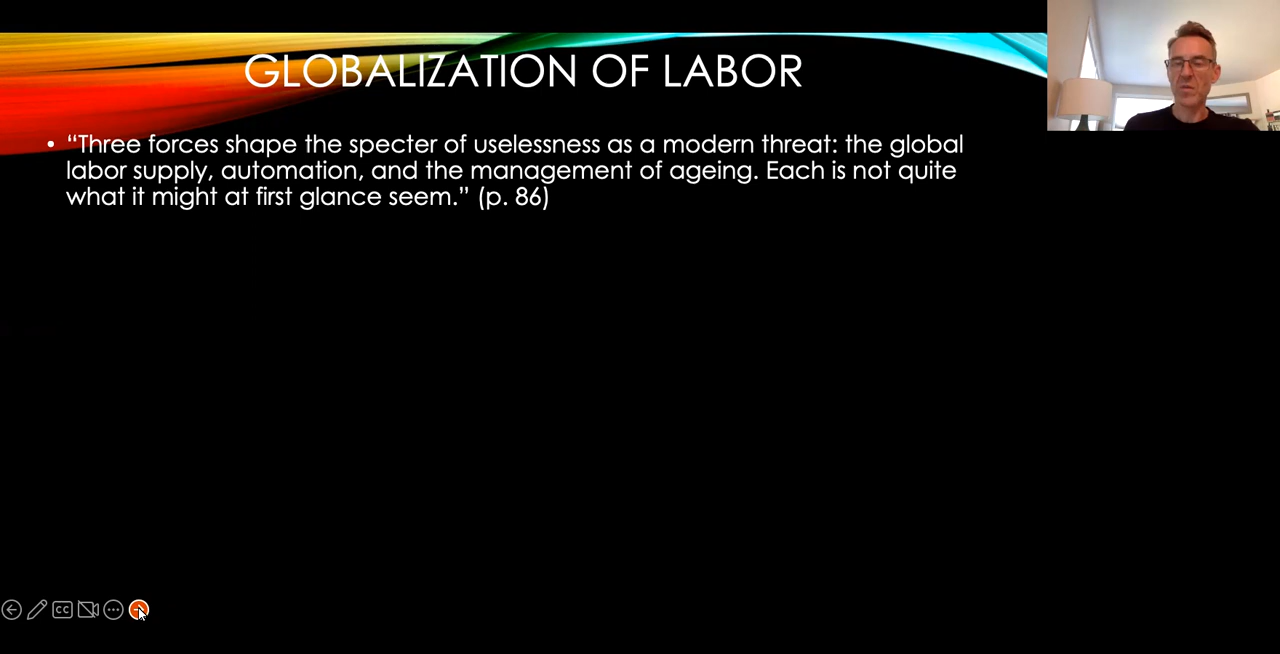 GLOBALIZATION OF LABOR
• “Three forces shape the specter of uselessness as a modern threat: the global
labor supply, automation, and the management of ageing. Each is not quite
what it might at first glance seem.” (p. 86)
CC